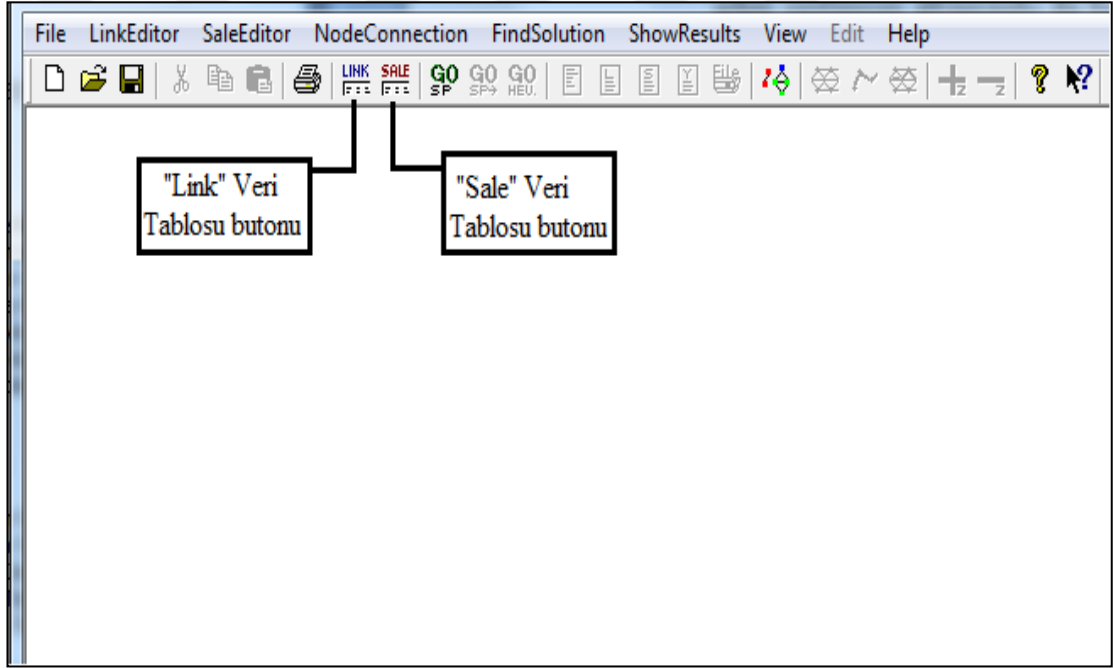 File LinkEditor SaleEditor NodeConnection FindSolution ShowResults View Edit Help
LINK SALE GO SP GO SP GO HEU. F L S Y File z z ? ?
"Link" Veri
Tablosu butonu
"Sale" Veri
Tablosu butonu